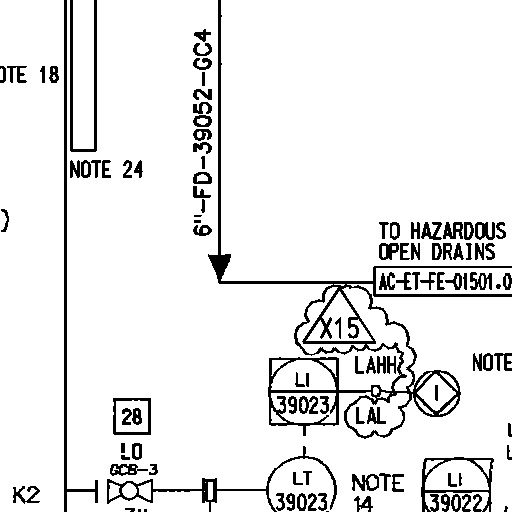 OTE 18
NOTE 24
6"-FD-39052-GC4
)
TO HAZARDOUS
OPEN DRAINS
AC-ET-FE-01501.0
X15
LAHH
NOTE
LI
39023
I
LAL
28
LO
GCB-3
K2
LT
39023
NOTE
14
LI
39022